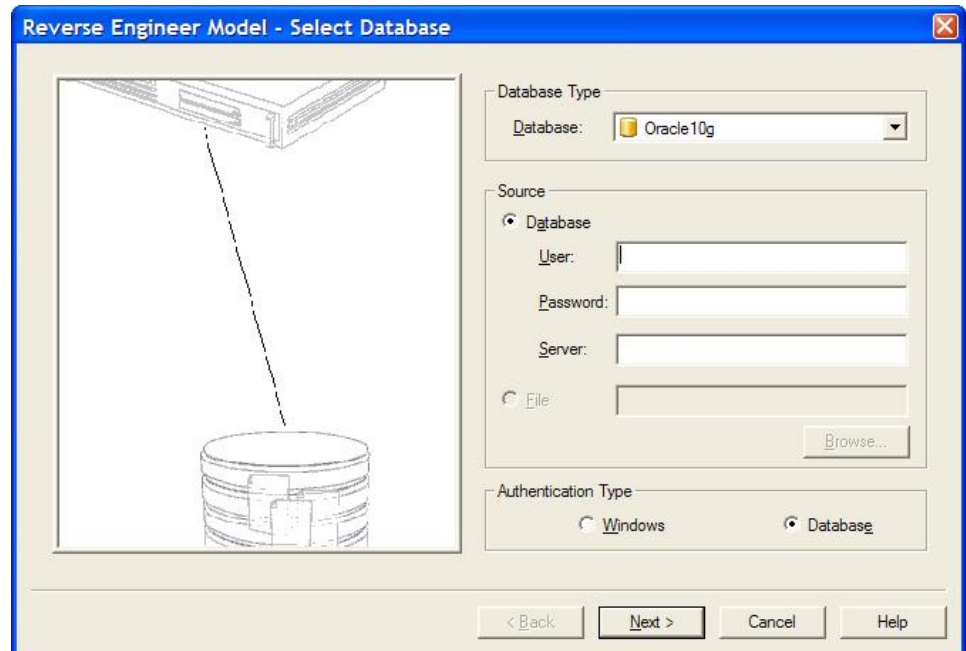 Reverse Engineer Model - Select Database
Database Type
Database: Oracle10g
Source
Database
User:
Password:
Server:
File
Browse...
Authentication Type
Windows Database
< Back Next > Cancel Help